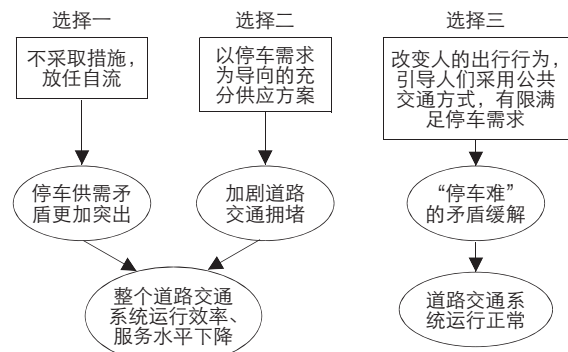 选择一
选择二
选择三
不采取措施，
放任自流
以停车需求
为导向的充
分供应方案
改变人的出行行为，
引导人们采用公共
交通方式，有限满
足停车需求
停车供需矛
盾更加突出
加剧道路
交通拥堵
“停车难”
的矛盾缓解
整个道路交通
系统运行效率、
服务水平下降
道路交通系
统运行正常